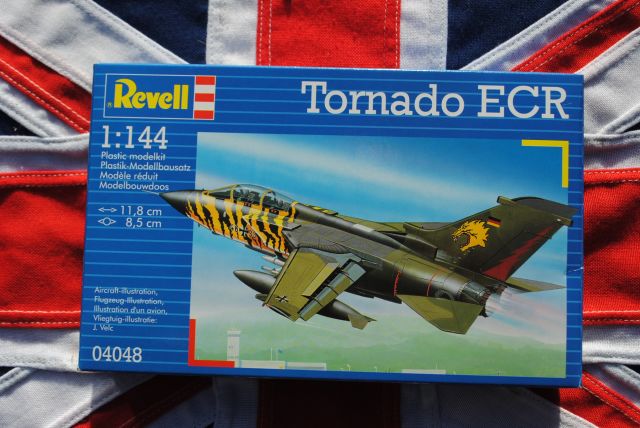 Revell
Tornado ECR
1:144
Plastic modelkit
Plastik-Modellbausatz
Modèle réduit
Modelbouwdoos
11,8 cm
8,5 cm
Aircraft-illustration,
Flugzeug-Illustration,
Illustration d'un avion,
Vliegtuig-illustratie:
J. Velc
04048